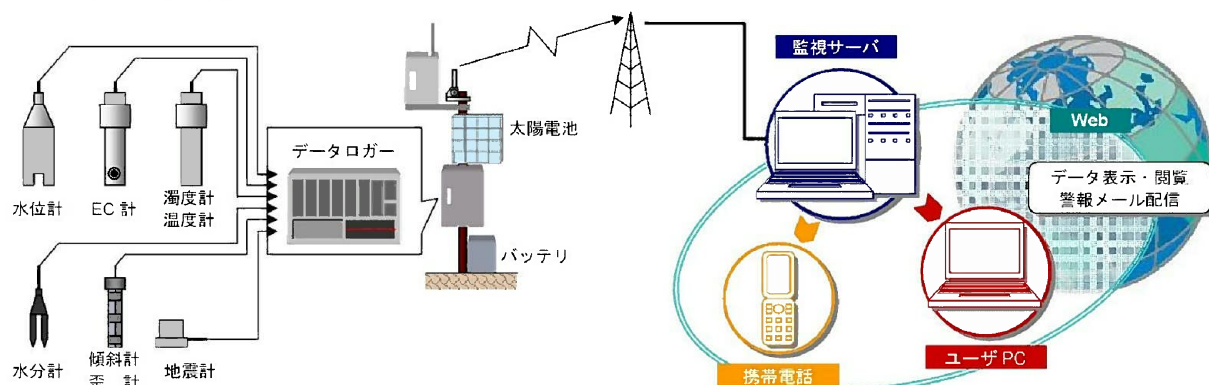 水位計
EC 計
濁度計
温度計
水分計
傾斜計
計
地震計
データロガー
太陽電池
バッテリ
監視サーバ
Web
データ表示・閲覧
警報メール配信
携帯電話
ユーザ PC